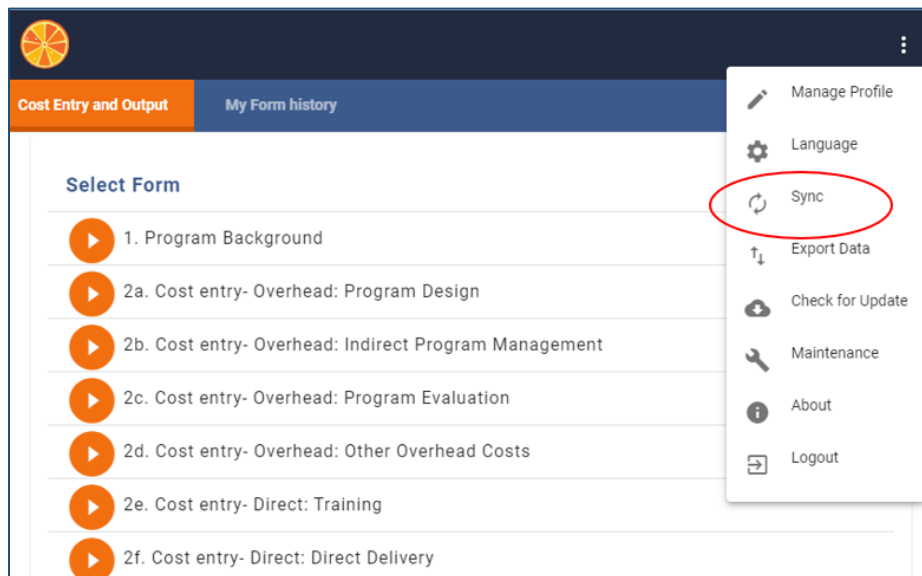 Cost Entry and Output
My Form history
Manage Profile
Language
Sync
Export Data
Check for Update
Maintenance
About
Logout
Select Form
1. Program Background
2a. Cost entry- Overhead: Program Design
2b. Cost entry- Overhead: Indirect Program Management
2c. Cost entry- Overhead: Program Evaluation
2d. Cost entry- Overhead: Other Overhead Costs
2e. Cost entry- Direct: Training
2f. Cost entry- Direct: Direct Delivery